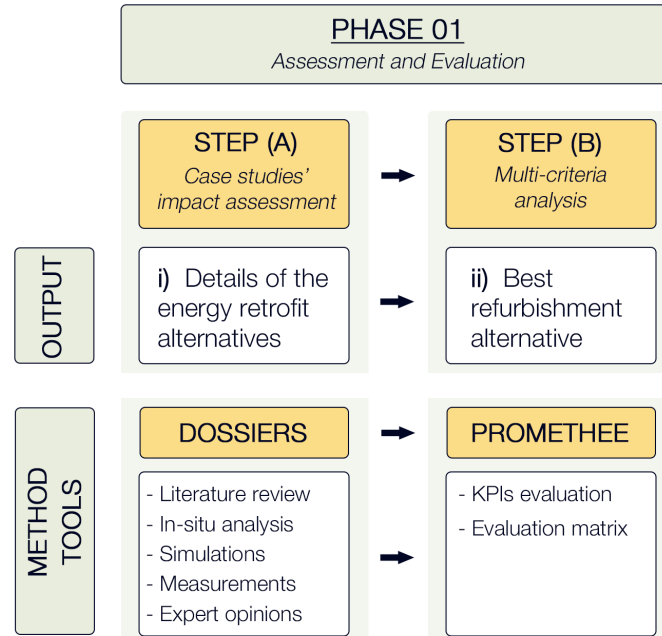 PHASE 01
Assessment and Evaluation
STEP (A)
Case studies'
impact assessment
STEP (B)
Multi-criteria
analysis
OUTPUT
i) Details of the
energy retrofit
alternatives
ii) Best
refurbishment
alternative
METHOD
TOOLS
DOSSIERS
PROMETHEE
- Literature review
- In-situ analysis
- Simulations
- Measurements
- Expert opinions
- KPIs evaluation
- Evaluation matrix